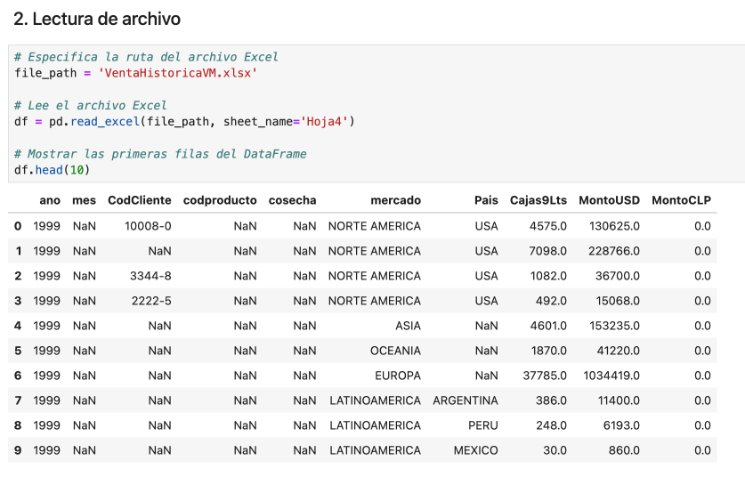 2. Lectura de archivo
# Especifica la ruta del archivo Excel
file_path = 'VentaHistoricaVM.xlsx'
# Lee el archivo Excel
df = pd.read_excel(file_path, sheet_name='Hoja4')
# Mostrar las primeras filas del DataFrame
df.head(10)
ano mes CodCliente codproducto cosecha mercado Pais Cajas9Lts MontoUSD MontoCLP
0 1999 NaN 10008-0 NaN NaN NORTE AMERICA USA 4575.0 130625.0 0.0
1 1999 NaN NaN NaN NaN NORTE AMERICA USA 7098.0 228766.0 0.0
2 1999 NaN 3344-8 NaN NaN NORTE AMERICA USA 1082.0 36700.0 0.0
3 1999 NaN 2222-5 NaN NaN NORTE AMERICA USA 492.0 15068.0 0.0
4 1999 NaN NaN NaN NaN ASIA NaN 4601.0 153235.0 0.0
5 1999 NaN NaN NaN NaN OCEANIA NaN 1870.0 41220.0 0.0
6 1999 NaN NaN NaN NaN EUROPA NaN 37785.0 1034419.0 0.0
7 1999 NaN NaN NaN NaN LATINOAMERICA ARGENTINA 386.0 11400.0 0.0
8 1999 NaN NaN NaN NaN LATINOAMERICA PERU 248.0 6193.0 0.0
9 1999 NaN NaN NaN NaN LATINOAMERICA MEXICO 30.0 860.0 0.0